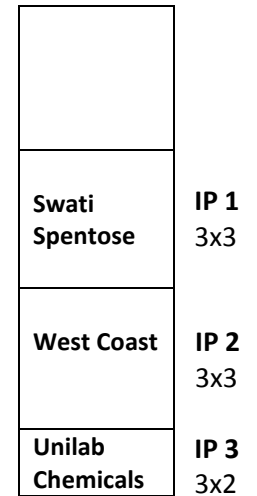 Swati IP 1
Spentose 3x3
West Coast IP 2
3x3
Unilab IP 3
Chemicals 3x2